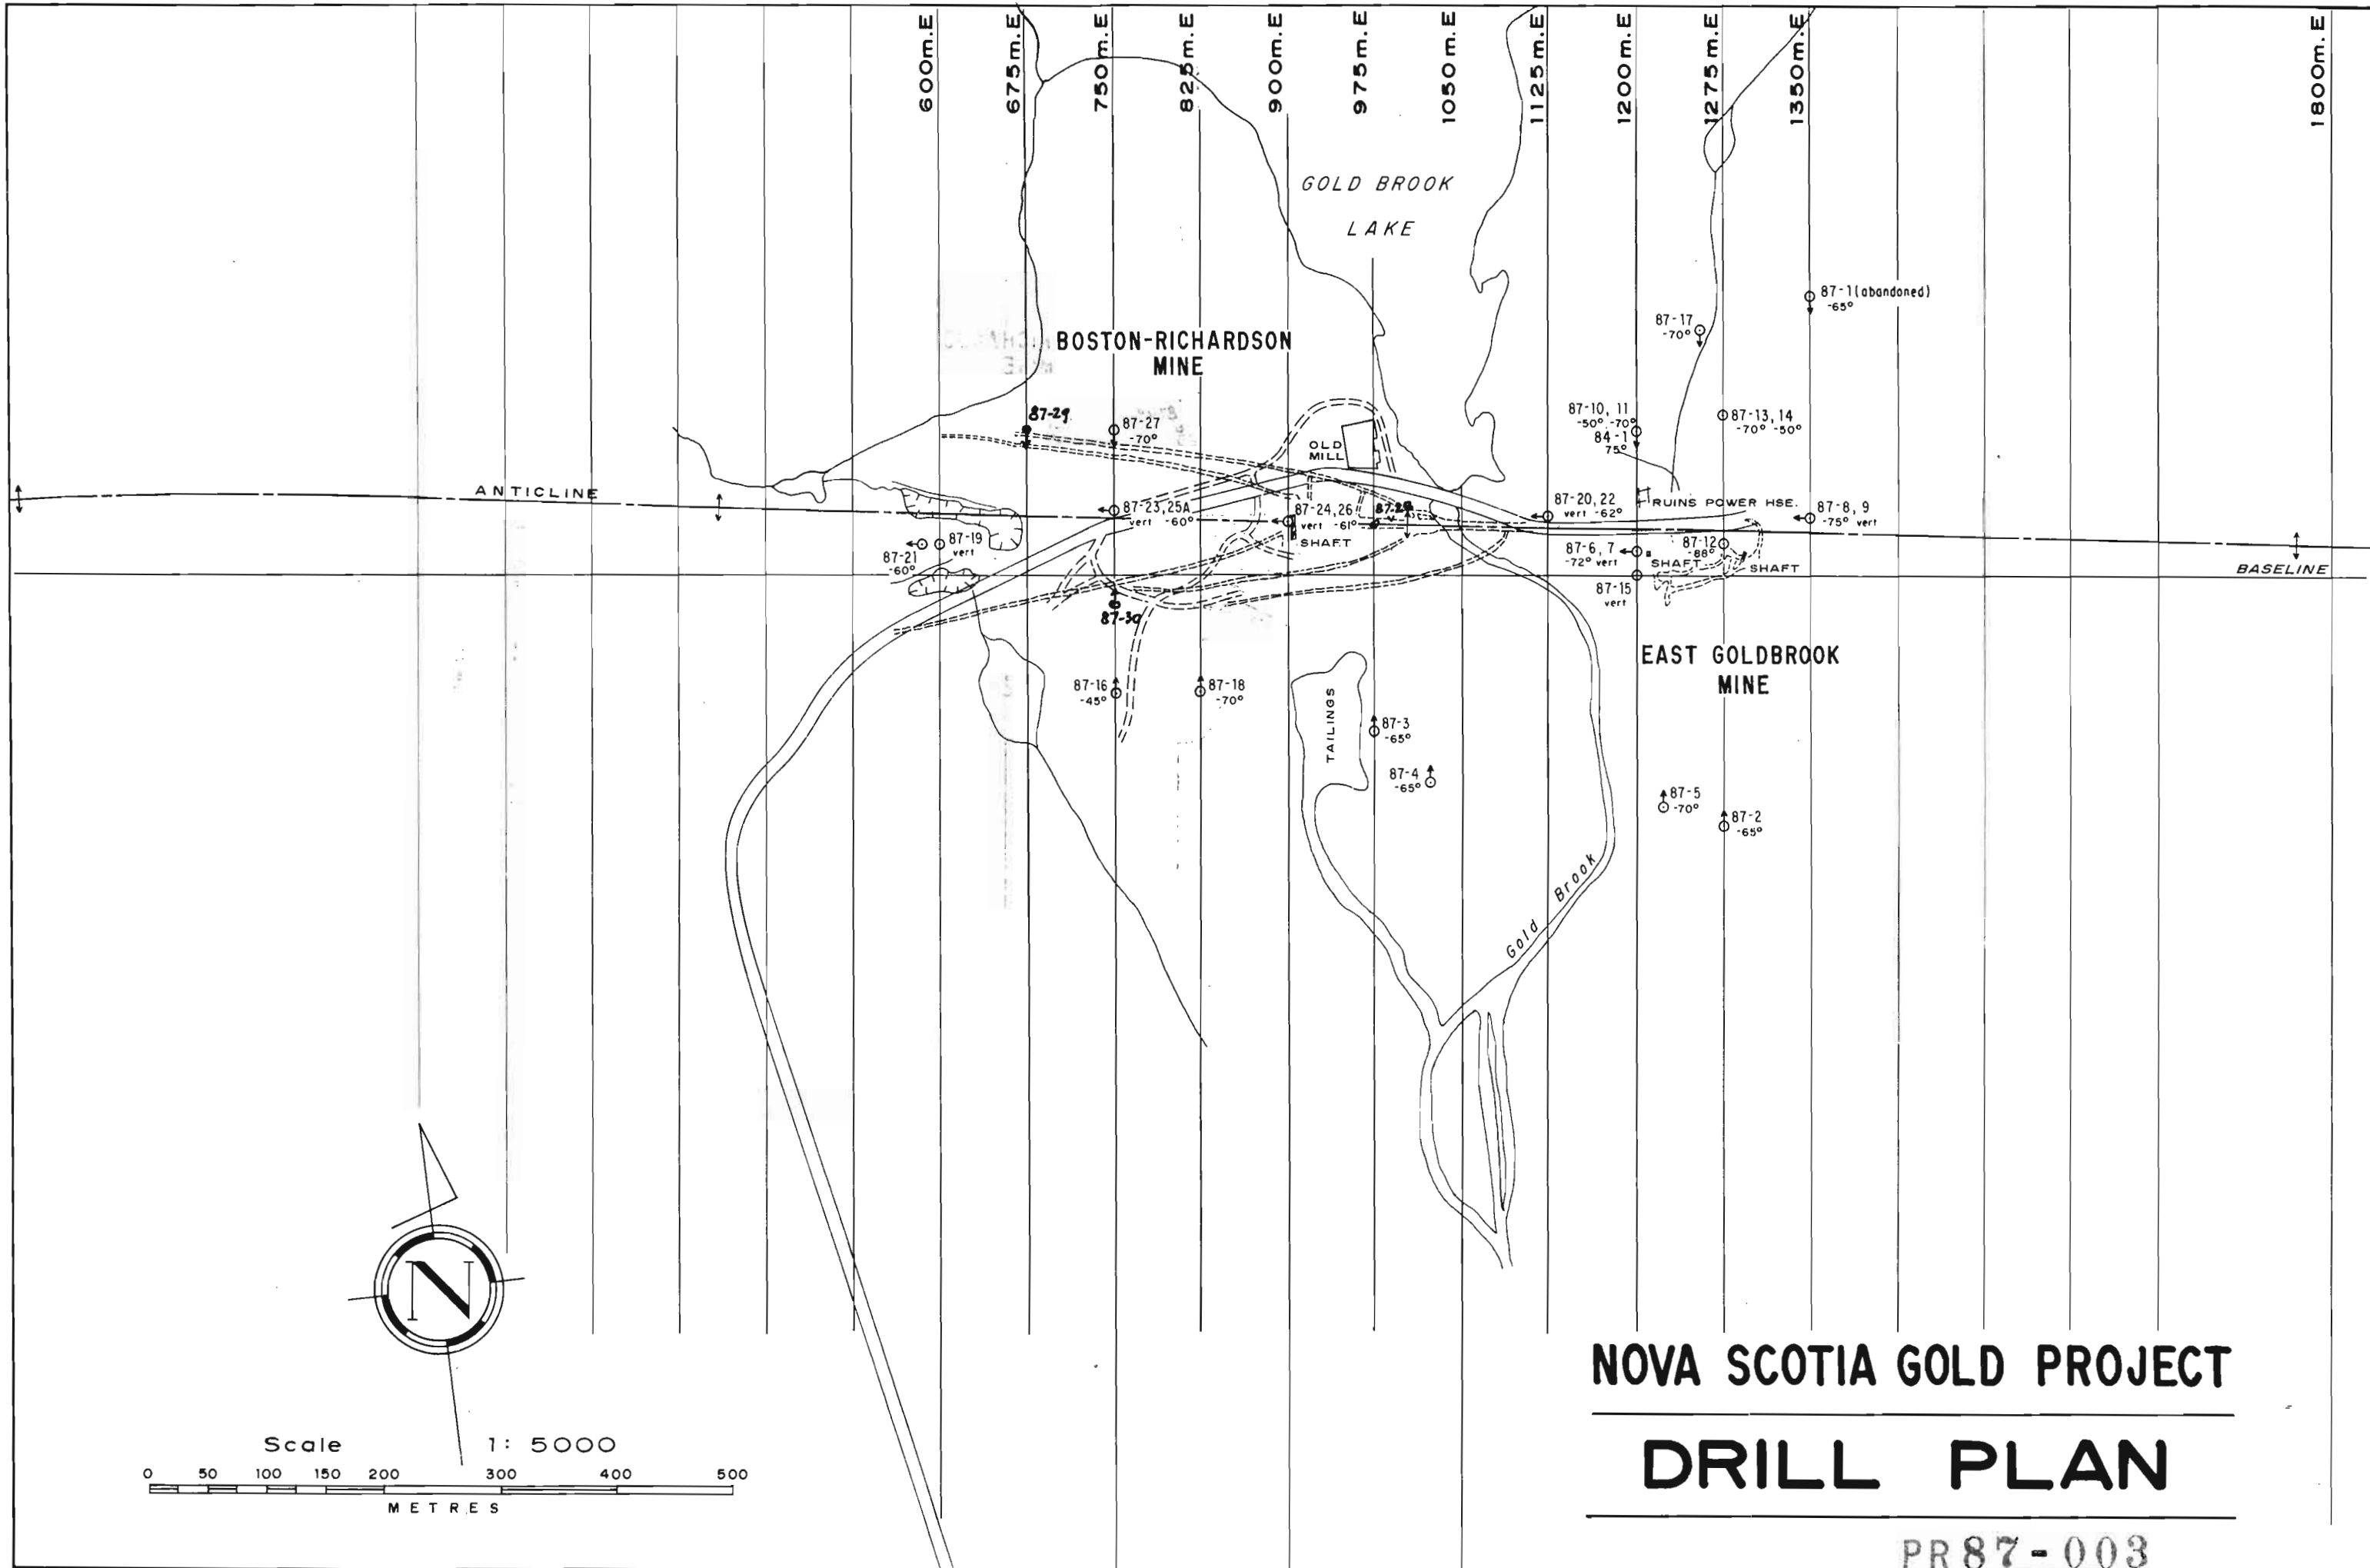 600m.E
675m.E
750m.E
825m.E
900m.E
975m.E
1050m.E
1125m.E
1200m.E
1275m.E
1350m.E
1800m.E
GOLD BROOK
LAKE
87-1(abandoned)
-65°
87-17
-70°
BOSTON-RICHARDSON
MINE
87-29
87-27
-70°
87-10, 11
-50° -70°
84-1
75°
87-13, 14
-70° -50°
OLD
MILL
ANTICLINE
87-23, 25A
vert -60°
87-24, 26
vert -61°
SHAFT
87-20, 22
vert -62°
RUINS POWER HSE.
87-8, 9
-75° vert
87-21
-60°
87-19
vert
87-6, 7
-72° vert
SHAFT
87-12
-88°
SHAFT
BASELINE
87-15
vert
87-30
EAST GOLDBROOK
MINE
87-16
-45°
87-18
-70°
TAILINGS
87-3
-65°
87-4
-65°
87-5
-70°
87-2
-65°
Gold Brook
N
Scale 1: 5000
0 50 100 150 200 300 400 500
METRES
NOVA SCOTIA GOLD PROJECT
DRILL PLAN
PR87-003